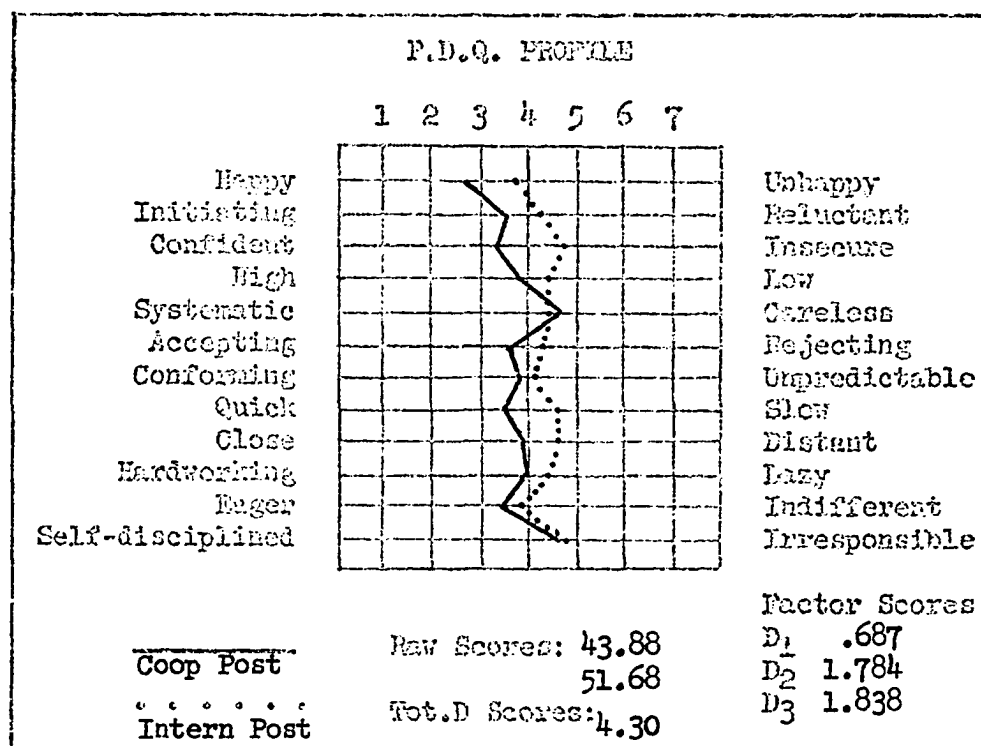 P.D.Q. PROFILE
1 2 3 4 5 6 7
Happy Unhappy
Initiating Reluctant
Confident Insecure
High Low
Systematic Careless
Accepting Rejecting
Conforming Unpredictable
Quick Slow
Close Distant
Hardworking Lazy
Eager Indifferent
Self-disciplined Irresponsible
Factor Scores
Coop Post Raw Scores: 43.88 D1 .687
51.68 D2 1.784
Intern Post Tot.D Scores: 4.30 D3 1.838